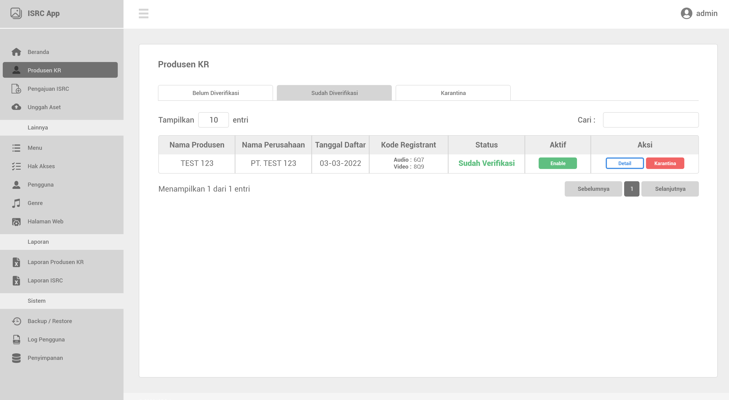 ISRC App
admin
Beranda
Produsen KR
Pengajuan ISRC
Unggah Aset
Lainnya
Menu
Hak Akses
Pengguna
Genre
Halaman Web
Laporan
Laporan Produsen KR
Laporan ISRC
Sistem
Backup / Restore
Log Pengguna
Penyimpanan
Produsen KR
Belum Diverifikasi Sudah Diverifikasi Karantina
Tampilkan 10 entri Cari :
Nama Produsen Nama Perusahaan Tanggal Daftar Kode Registrant Status Aktif Aksi
TEST 123 PT. TEST 123 03-03-2022 Audio : 607 Sudah Verifikasi Enable Detail Karantina
Video : 809
Menampilkan 1 dari 1 entri Sebelumnya 1 Selanjutnya